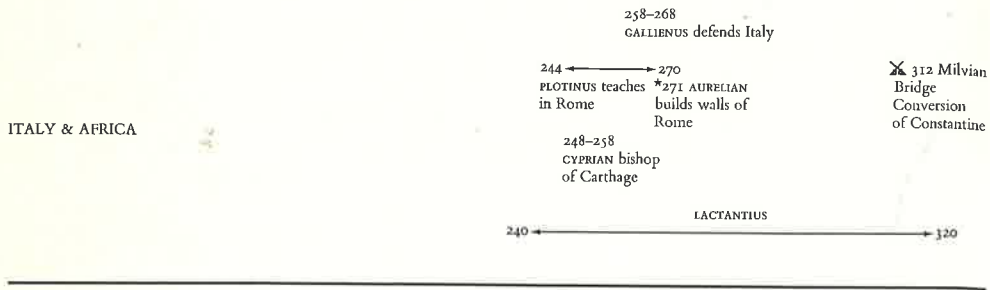 258–268
GALLIENUS defends Italy
244 270
PLOTINUS teaches
in Rome
*271 AURELIAN
builds walls of
Rome
312 Milvian
Bridge
Conversion
of Constantine
ITALY & AFRICA
248–258
CYPRIAN bishop
of Carthage
LACTANTIUS
240 320